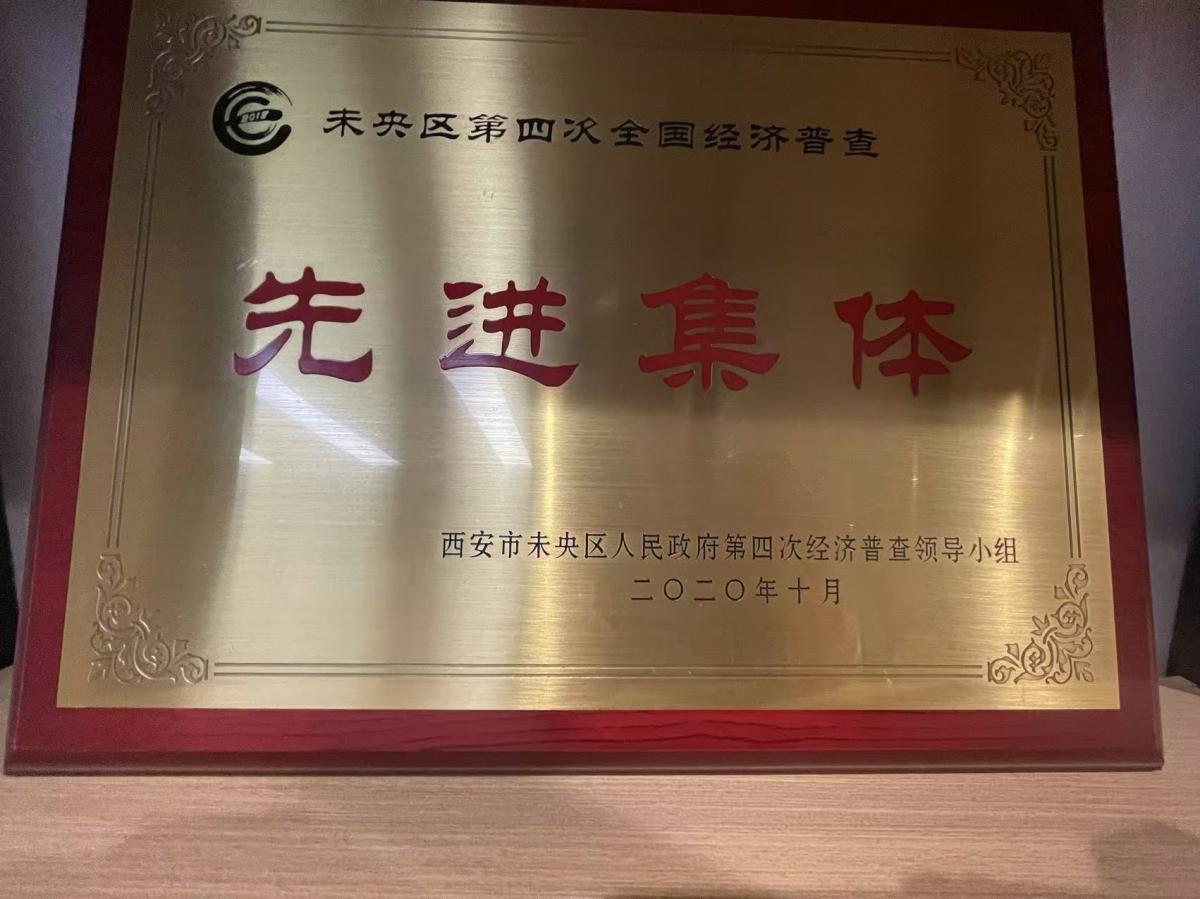 2018
未央区第四次全国经济普查
先进集体
西安市未央区人民政府第四次经济普查领导小组
二〇二〇年十月